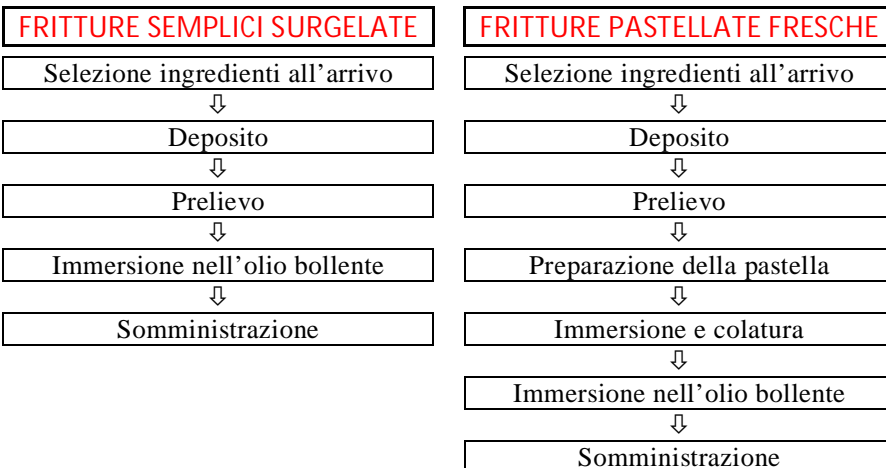 FRITTURE SEMPLICI SURGELATE
Selezione ingredienti all'arrivo
⇩
Deposito
⇩
Prelievo
⇩
Immersione nell'olio bollente
⇩
Somministrazione
FRITTURE PASTELLATE FRESCHE
Selezione ingredienti all'arrivo
⇩
Deposito
⇩
Prelievo
⇩
Preparazione della pastella
⇩
Immersione e colatura
⇩
Immersione nell'olio bollente
⇩
Somministrazione